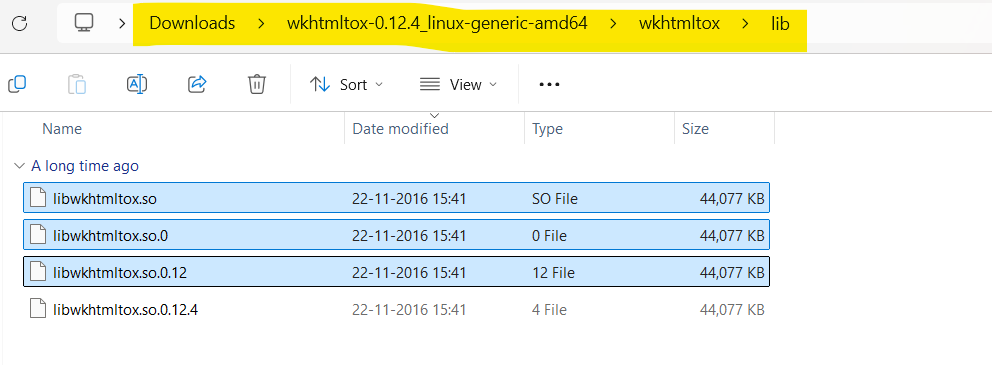 Downloads > wkhtmltox-0.12.4_linux-generic-amd64 > wkhtmltox > lib
Sort View
Name Date modified Type Size
A long time ago
libwkhtmltox.so 22-11-2016 15:41 SO File 44,077 KB
libwkhtmltox.so.0 22-11-2016 15:41 0 File 44,077 KB
libwkhtmltox.so.0.12 22-11-2016 15:41 12 File 44,077 KB
libwkhtmltox.so.0.12.4 22-11-2016 15:41 4 File 44,077 KB